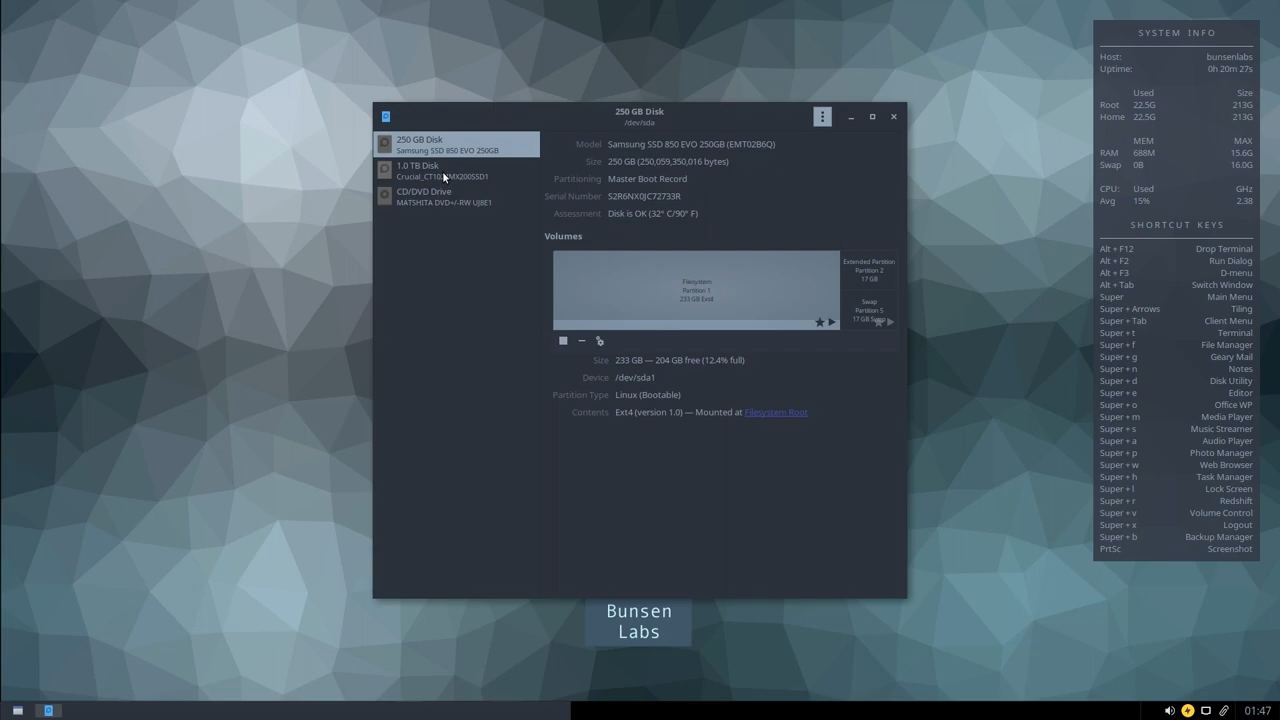 250 GB Disk
/dev/sda
250 GB Disk
Samsung SSD 850 EVO 250GB
1.0 TB Disk
CD/DVD Drive
MATSHITA DVD+/-RW UJ8E1
Model Samsung SSD 850 EVO 250GB (EMT02B6Q)
Size 250 GB (250,059,350,016 bytes)
Partitioning Master Boot Record
Serial Number S2R6NX0JC72733R
Assessment Disk is OK (32° C/90° F)
Volumes
Filesystem
Partition 1
233 GB Ext4
Extended Partition
Partition 2
17 GB
Swap
Partition 5
17 GB
Size 233 GB — 204 GB free (12.4% full)
Device /dev/sda1
Partition Type Linux (Bootable)
Contents Ext4 (version 1.0) — Mounted at Filesystem Root
Bunsen
Labs
SYSTEM INFO
Host: bunsenlabs
Uptime: 0h 20m 27s
Used Size
Root 22.5G 213G
Home 22.5G 213G
MEM MAX
RAM 688M 15.6G
Swap 0B 16.0G
CPU: Used GHz
Avg 15% 2.38
SHORTCUT KEYS
Alt + F12 Drop Terminal
Alt + F2 Run Dialog
Alt + F3 D-menu
Alt + Tab Switch Window
Super Main Menu
Super + Arrows Tiling
Super + Tab Client Menu
Super + t Terminal
Super + f File Manager
Super + g Geary Mail
Super + n Notes
Super + d Disk Utility
Super + e Editor
Super + o Office WP
Super + m Media Player
Super + s Music Streamer
Super + a Audio Player
Super + p Photo Manager
Super + w Web Browser
Super + h Task Manager
Super + l Lock Screen
Super + r Redshift
Super + v Volume Control
Super + x Logout
Super + b Backup Manager
PrtSc Screenshot
01:47